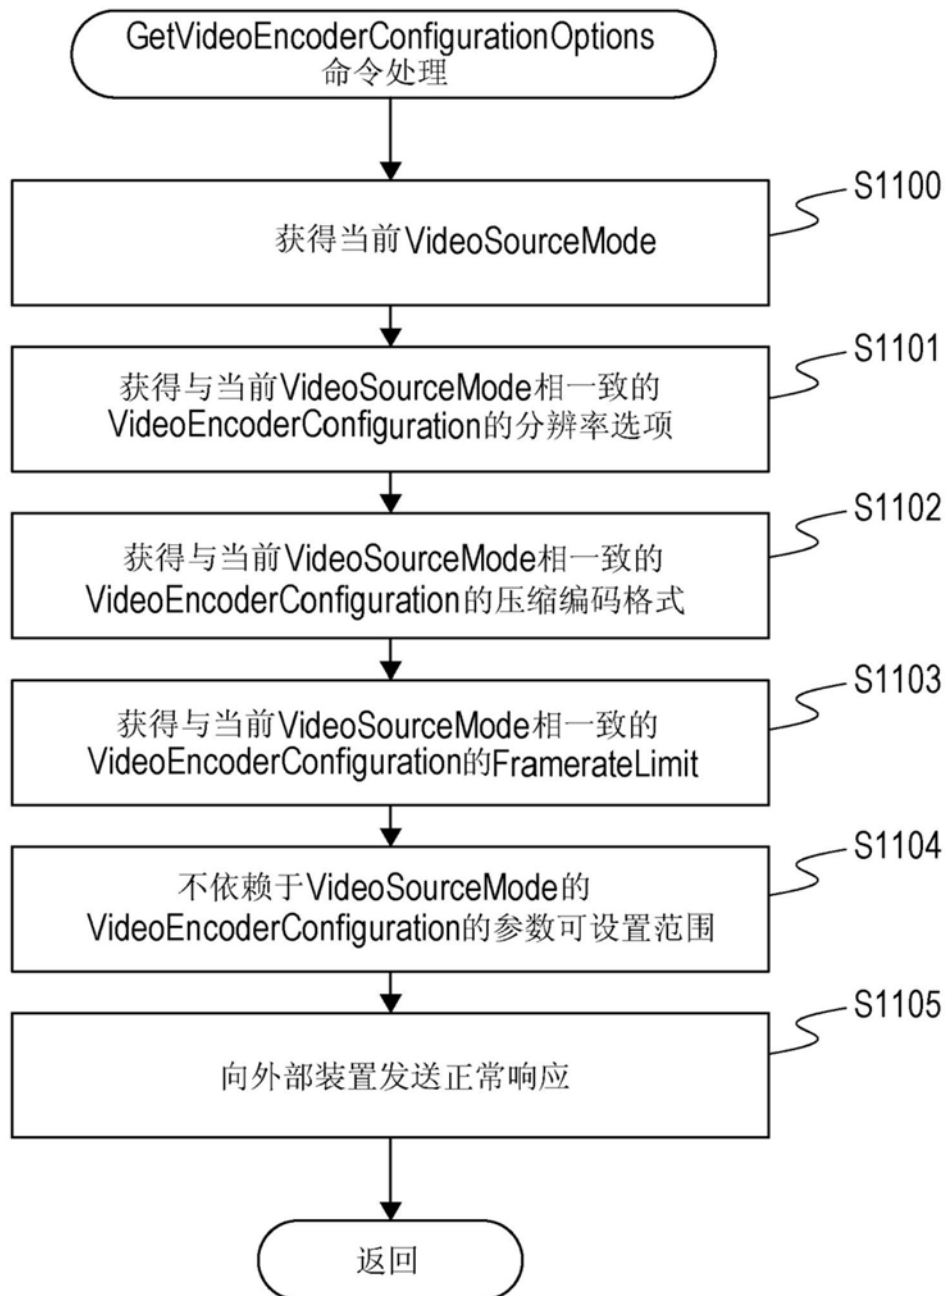 GetVideoEncoderConfigurationOptions
命令处理
S1100
获得当前VideoSourceMode
S1101
获得与当前VideoSourceMode相一致的
VideoEncoderConfiguration的分辨率选项
S1102
获得与当前VideoSourceMode相一致的
VideoEncoderConfiguration的压缩编码格式
S1103
获得与当前VideoSourceMode相一致的
VideoEncoderConfiguration的FramerateLimit
S1104
不依赖于VideoSourceMode的
VideoEncoderConfiguration的参数可设置范围
S1105
向外部装置发送正常响应
返回